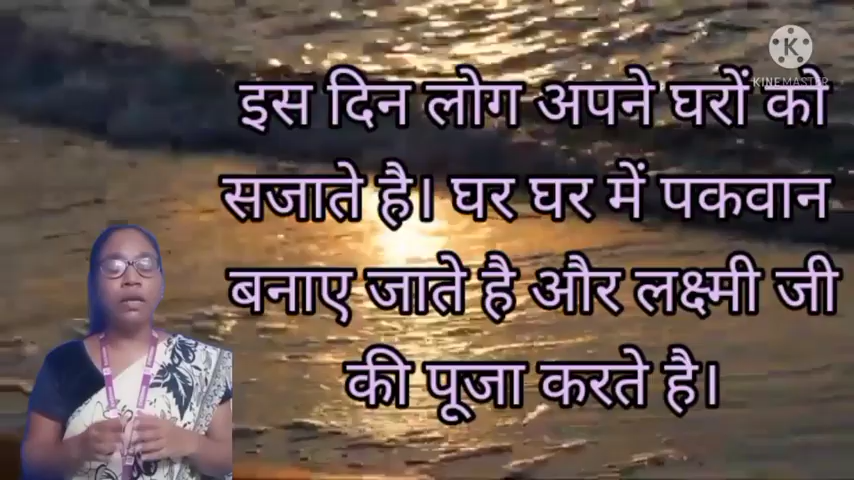 KINEMASTER
इस दिन लोग अपने घरों को
सजाते है। घर घर में पकवान
बनाए जाते है और लक्ष्मी जी
की पूजा करते है।